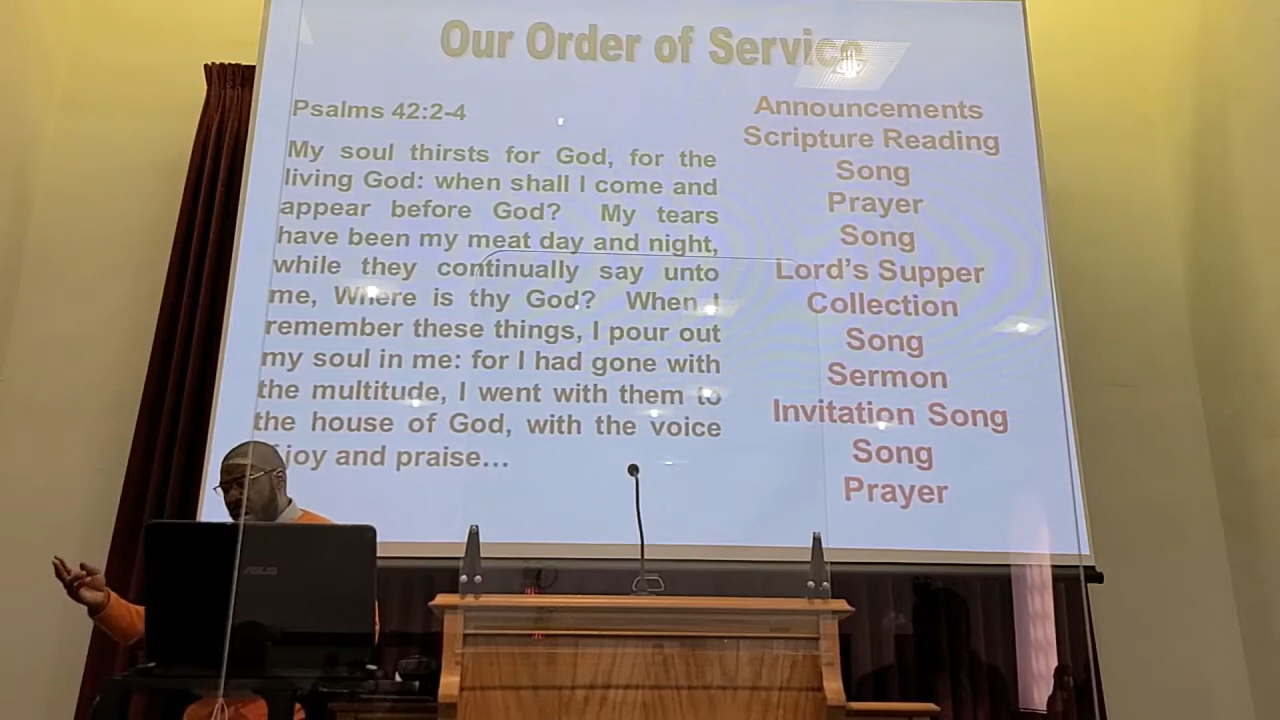 Our Order of Service
Psalms 42:2-4
My soul thirsts for God, for the
living God: when shall I come and
appear before God? My tears
have been my meat day and night,
while they continually say unto
me, Where is thy God? When I
remember these things, I pour out
my soul in me: for I had gone with
the multitude, I went with them to
the house of God, with the voice
joy and praise...
Announcements
Scripture Reading
Song
Prayer
Song
Lord's Supper
Collection
Song
Sermon
Invitation Song
Song
Prayer
ASUS